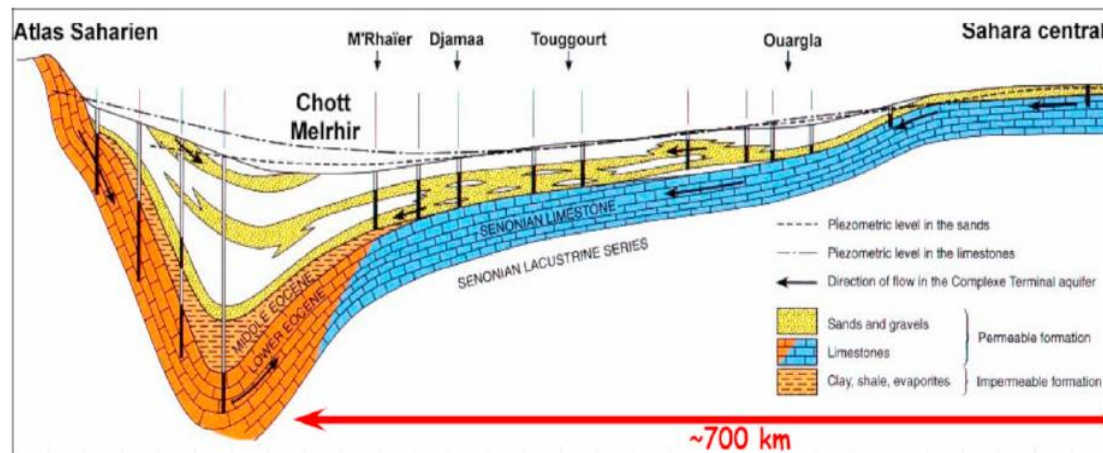 Atlas Saharien
M'Rhaïer
Djamaa
Touggourt
Ouargla
Sahara central
Chott
Melrhir
SENONIAN LIMESTONE
SENONIAN LACUSTRINE SERIES
MIDDLE EOCENE
LOWER EOCENE
Piezometric level in the sands
Piezometric level in the limestones
Direction of flow in the Complexe Terminal aquifer
Sands and gravels
Limestones
Permeable formation
Clay, shale, evaporites
Impermeable formation
~700 km